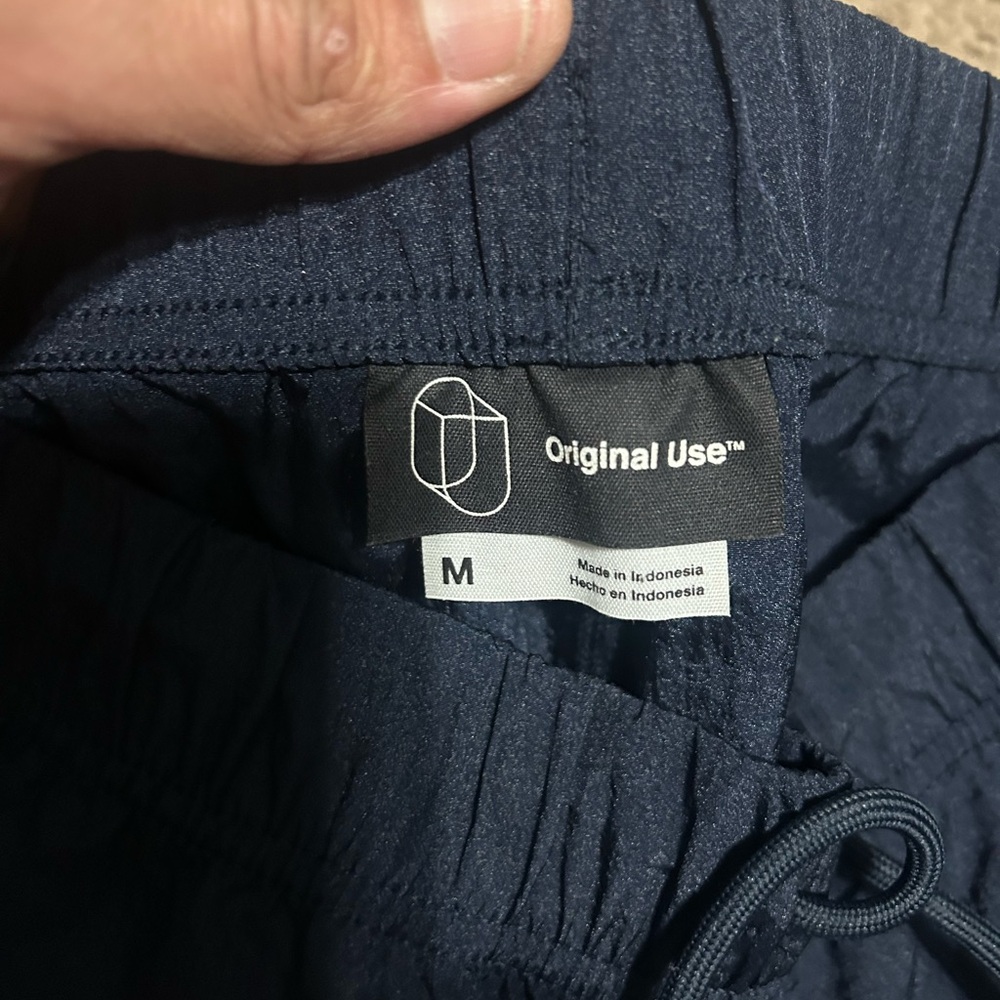 Original Use™
M
Made in Indonesia
Hecho en Indonesia